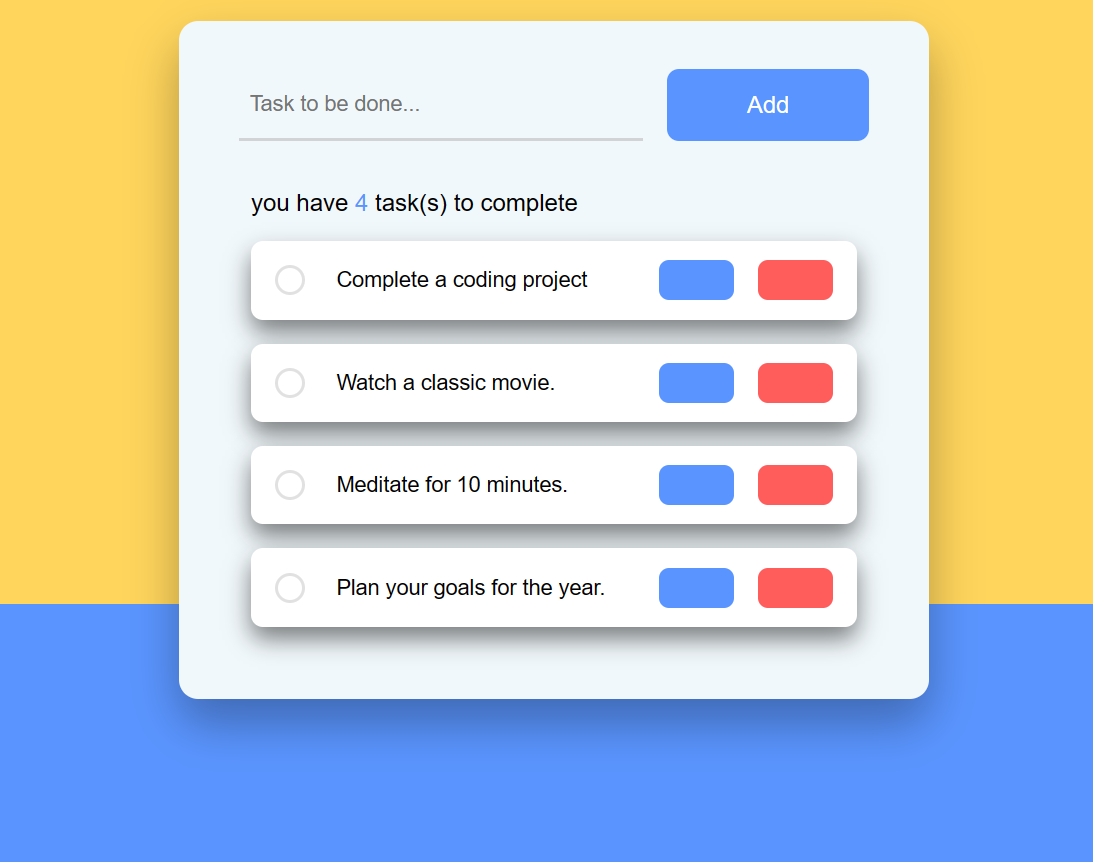 Task to be done...
Add
you have 4 task(s) to complete
Complete a coding project
Watch a classic movie.
Meditate for 10 minutes.
Plan your goals for the year.